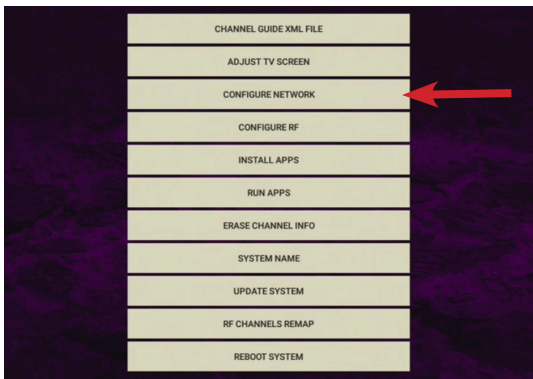 CHANNEL GUIDE XML FILE
ADJUST TV SCREEN
CONFIGURE NETWORK
CONFIGURE RF
INSTALL APPS
RUN APPS
ERASE CHANNEL INFO
SYSTEM NAME
UPDATE SYSTEM
RF CHANNELS REMAP
REBOOT SYSTEM